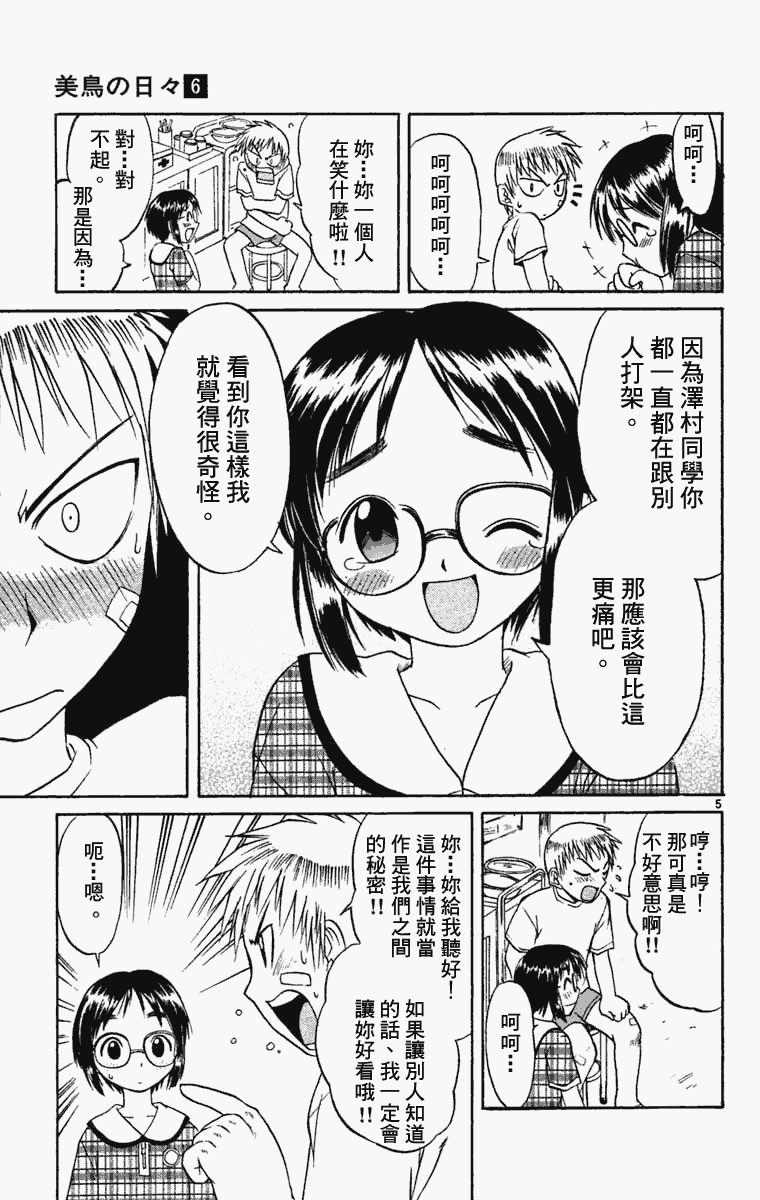 美鳥の日々6
呵呵…
呵呵呵呵呵…
妳…妳一個人
在笑什麼啦!!
對…對
不起。
那是因為…
因為澤村同學你
都一直都在跟別
人打架。
那應該會比這
更痛吧。
看到你這樣我
就覺得很奇怪。
5
哼…哼!
那可真是
不好意思啊!!
呵呵…
妳…妳給我聽好!
這件事情就當
作是我們之間
的秘密!!
如果讓別人知道
的話、我一定會
讓妳好看哦!!
呃…嗯。